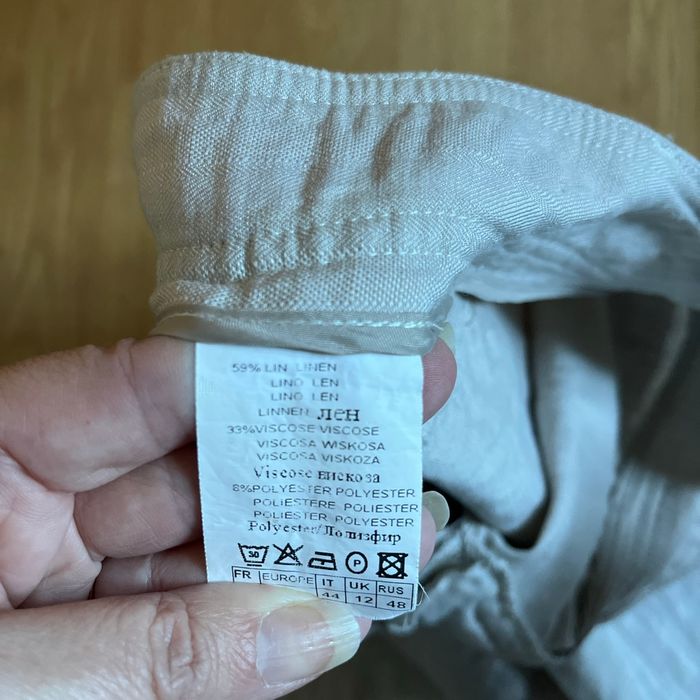 59% LIN LINEN
LINO LEN
LINO LEN
LINNEN лен
33%VISCOSE VISCOSE
VISCOSA WISKOSA
VISCOSA VISKOZA
Viscose вискоза
8%POLYESTER POLYESTER
POLIESTERE POLIESTER
POLIESTER POLYESTER
Polyester/Полиэфир
30 P
FR EUROPE IT UK RUS
44 12 48